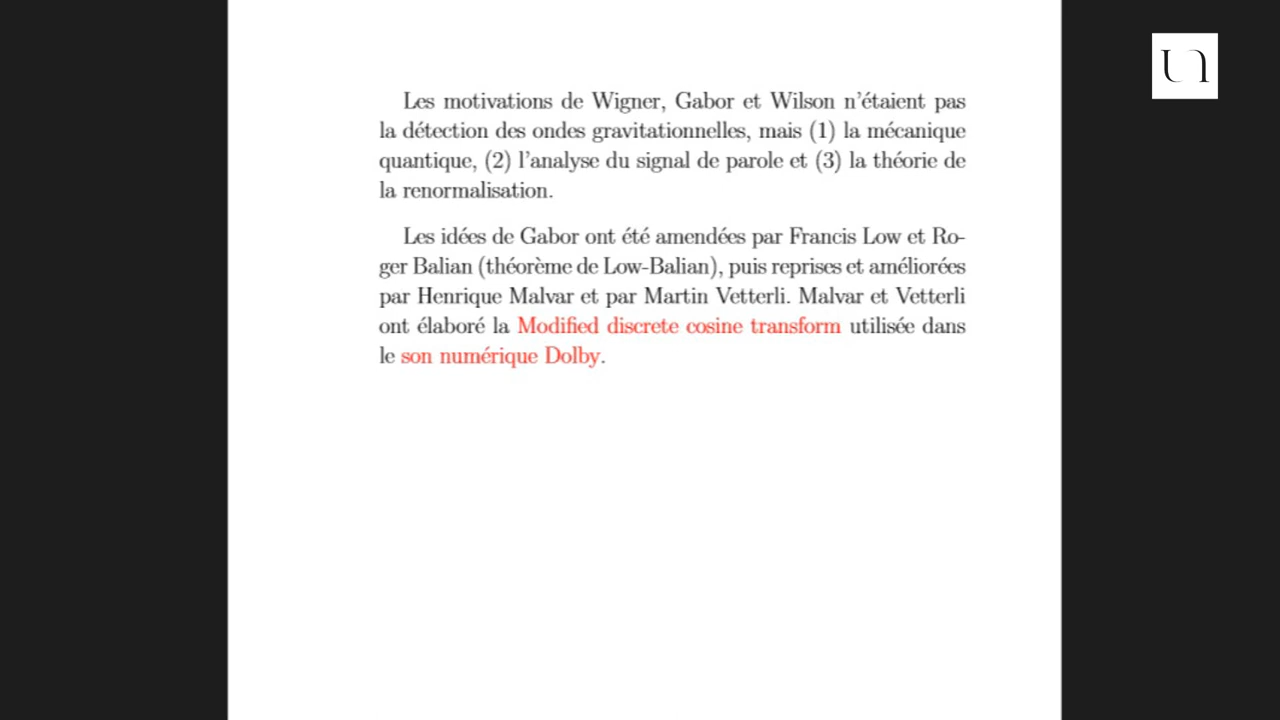 Les motivations de Wigner, Gabor et Wilson n'étaient pas
la détection des ondes gravitationnelles, mais (1) la mécanique
quantique, (2) l'analyse du signal de parole et (3) la théorie de
la renormalisation.
Les idées de Gabor ont été amendées par Francis Low et Ro-
ger Balian (théorème de Low-Balian), puis reprises et améliorées
par Henrique Malvar et par Martin Vetterli. Malvar et Vetterli
ont élaboré la Modified discrete cosine transform utilisée dans
le son numérique Dolby.